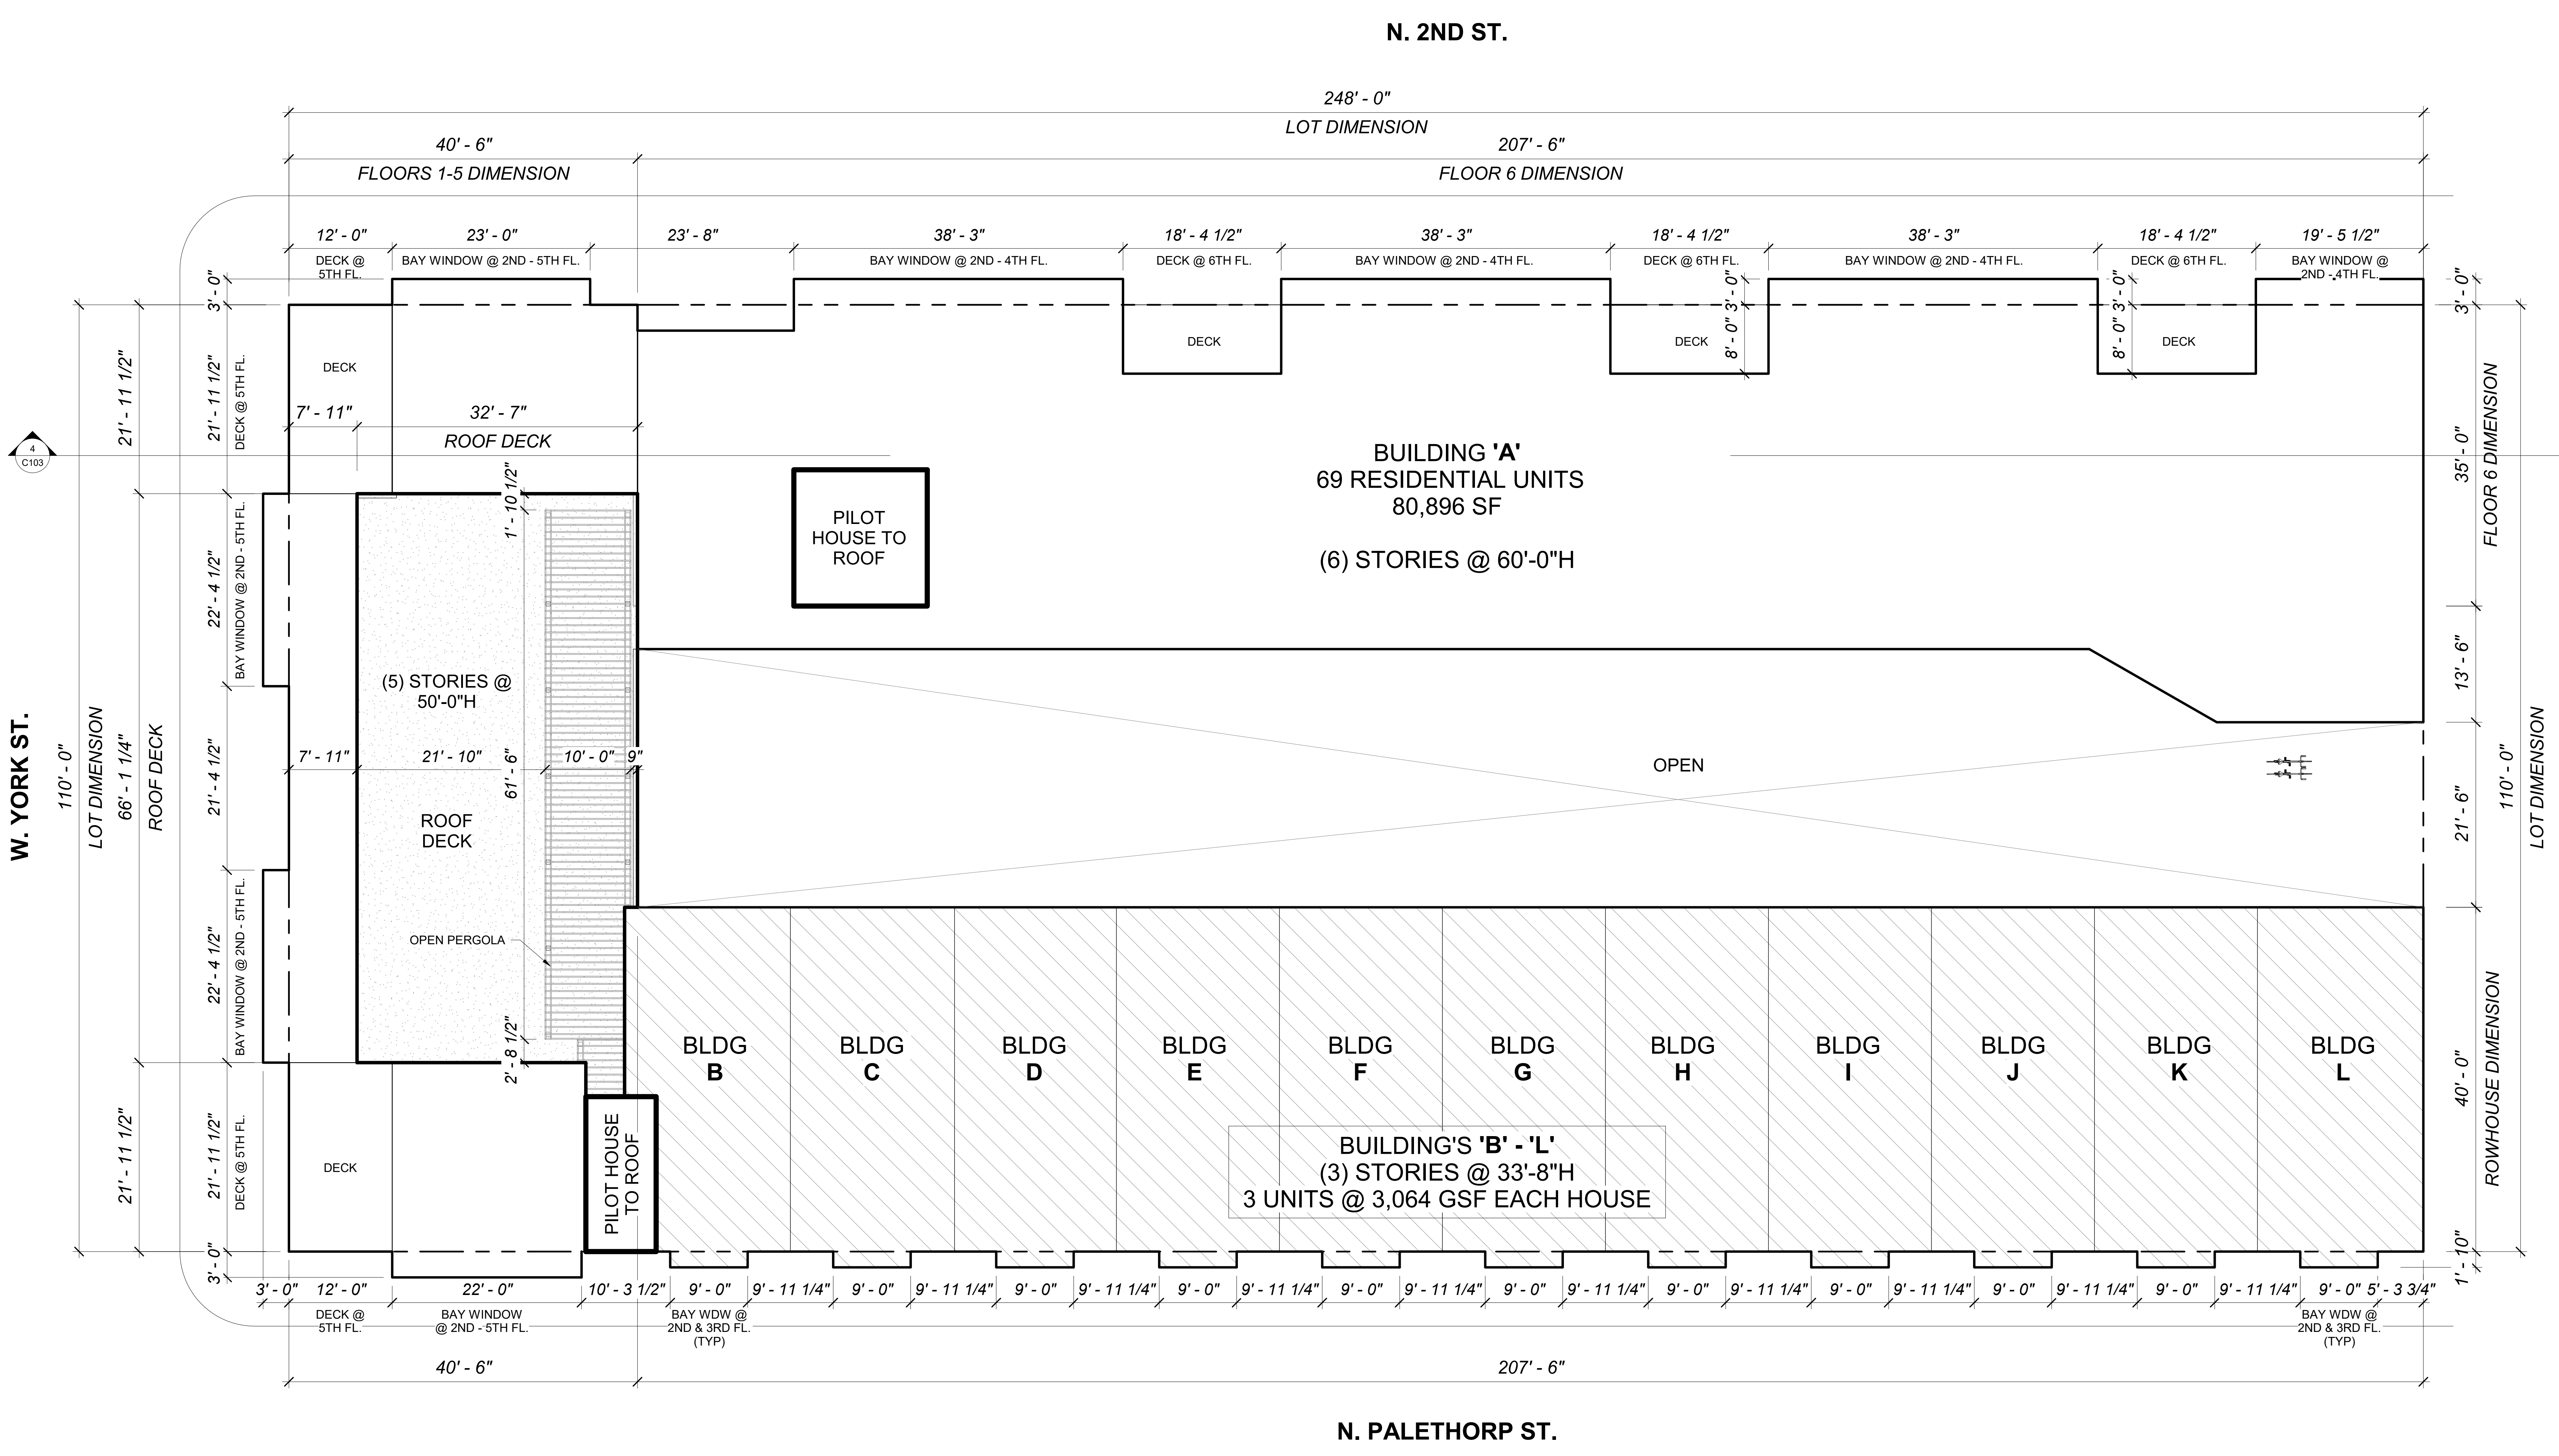 N. 2ND ST.
248' - 0"
LOT DIMENSION
40' - 6"
207' - 6"
FLOORS 1-5 DIMENSION
FLOOR 6 DIMENSION
12' - 0"
23' - 0"
23' - 8"
38' - 3"
18' - 4 1/2"
38' - 3"
18' - 4 1/2"
38' - 3"
18' - 4 1/2"
19' - 5 1/2"
DECK @
5TH FL.
BAY WINDOW @ 2ND - 5TH FL.
BAY WINDOW @ 2ND - 4TH FL.
DECK @ 6TH FL.
BAY WINDOW @ 2ND - 4TH FL.
DECK @ 6TH FL.
BAY WINDOW @ 2ND - 4TH FL.
DECK @ 6TH FL.
BAY WINDOW @
2ND - 4TH FL.
3' - 0"
3' - 0"
8' - 0"
3' - 0"
8' - 0"
3' - 0"
DECK
DECK
DECK
DECK
21' - 11 1/2"
21' - 11 1/2"
DECK @ 5TH FL.
7' - 11"
32' - 7"
ROOF DECK
4
C103
1' - 10 1/2"
BUILDING 'A'
69 RESIDENTIAL UNITS
80,896 SF
(6) STORIES @ 60'-0"H
PILOT
HOUSE TO
ROOF
35' - 0"
FLOOR 6 DIMENSION
22' - 4 1/2"
BAY WINDOW @ 2ND - 5TH FL.
(5) STORIES @
50'-0"H
13' - 6"
W. YORK ST.
110' - 0"
LOT DIMENSION
66' - 1 1/4"
ROOF DECK
21' - 4 1/2"
7' - 11"
21' - 10"
61' - 6"
10' - 0"
9"
OPEN
21' - 6"
110' - 0"
LOT DIMENSION
ROOF
DECK
OPEN PERGOLA
22' - 4 1/2"
BAY WINDOW @ 2ND - 5TH FL.
2' - 8 1/2"
BLDG
B
BLDG
C
BLDG
D
BLDG
E
BLDG
F
BLDG
G
BLDG
H
BLDG
I
BLDG
J
BLDG
K
BLDG
L
40' - 0"
ROWHOUSE DIMENSION
21' - 11 1/2"
21' - 11 1/2"
DECK @ 5TH FL.
DECK
PILOT HOUSE
TO ROOF
BUILDING'S 'B' - 'L'
(3) STORIES @ 33'-8"H
3 UNITS @ 3,064 GSF EACH HOUSE
3' - 0"
1' - 10"
3' - 0"
12' - 0"
22' - 0"
10' - 3 1/2"
9' - 0"
9' - 11 1/4"
9' - 0"
9' - 11 1/4"
9' - 0"
9' - 11 1/4"
9' - 0"
9' - 11 1/4"
9' - 0"
9' - 11 1/4"
9' - 0"
9' - 11 1/4"
9' - 0"
9' - 11 1/4"
9' - 0"
9' - 11 1/4"
9' - 0"
9' - 11 1/4"
9' - 0"
9' - 11 1/4"
9' - 0"
5' - 3 3/4"
DECK @
5TH FL.
BAY WINDOW
@ 2ND - 5TH FL.
BAY WDW @
2ND & 3RD FL.
(TYP)
BAY WDW @
2ND & 3RD FL.
(TYP)
40' - 6"
207' - 6"
N. PALETHORP ST.